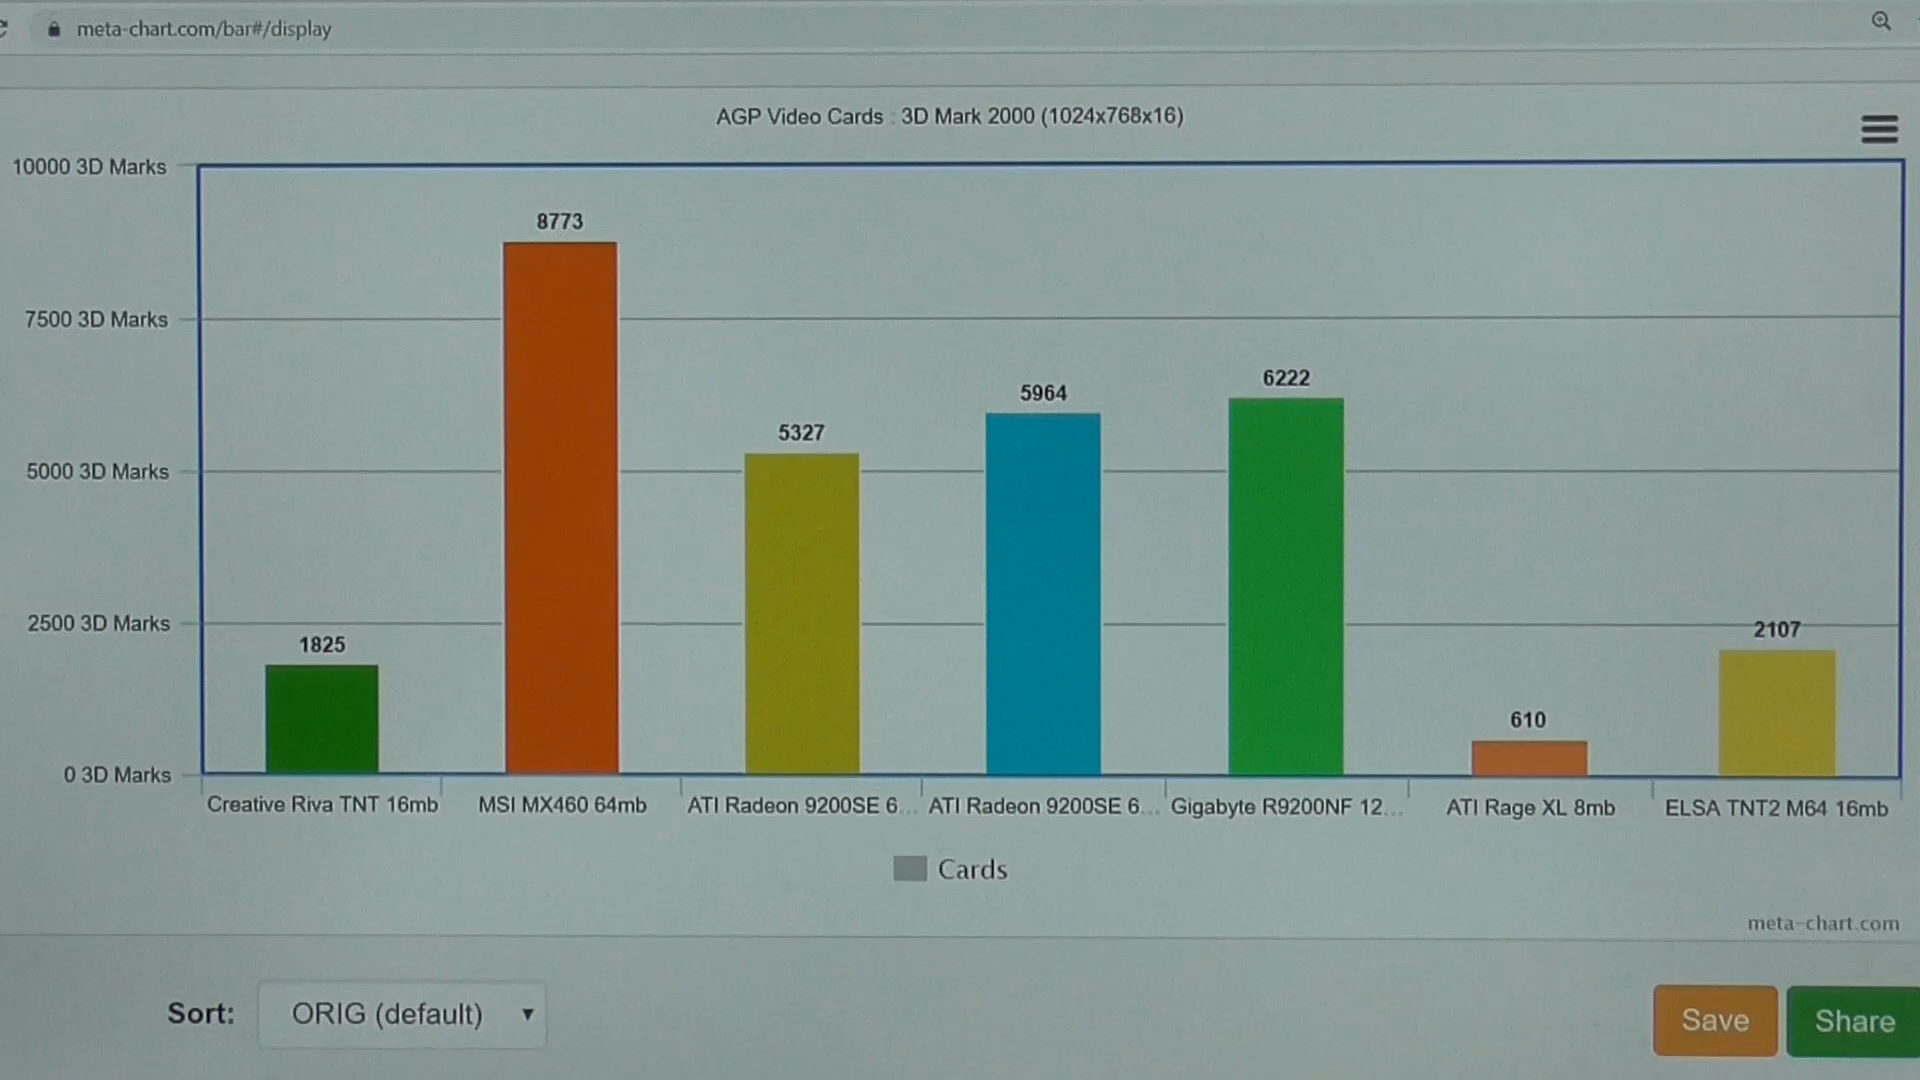 meta-chart.com/bar#/display
AGP Video Cards : 3D Mark 2000 (1024x768x16)
10000 3D Marks
7500 3D Marks
5000 3D Marks
2500 3D Marks
0 3D Marks
1825
8773
5327
5964
6222
610
2107
Creative Riva TNT 16mb
MSI MX460 64mb
ATI Radeon 9200SE 6...
ATI Radeon 9200SE 6...
Gigabyte R9200NF 12...
ATI Rage XL 8mb
ELSA TNT2 M64 16mb
Cards
meta-chart.com
Sort: ORIG (default)
Save
Share